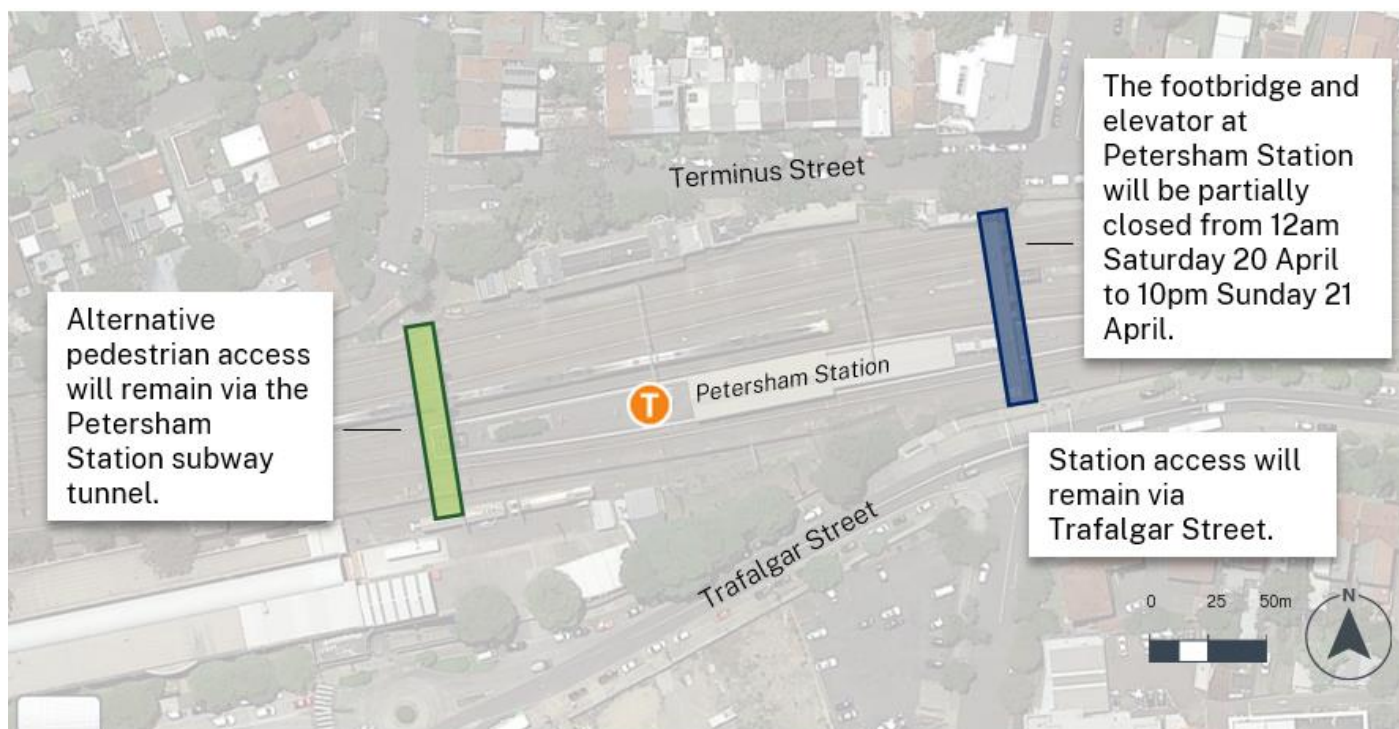 Terminus Street
The footbridge and
elevator at
Petersham Station
will be partially
closed from 12am
Saturday 20 April
to 10pm Sunday 21
April.
Alternative
pedestrian access
will remain via the
Petersham
Station subway
tunnel.
T
Petersham Station
Station access will
remain via
Trafalgar Street.
Trafalgar Street
0 25 50m
N